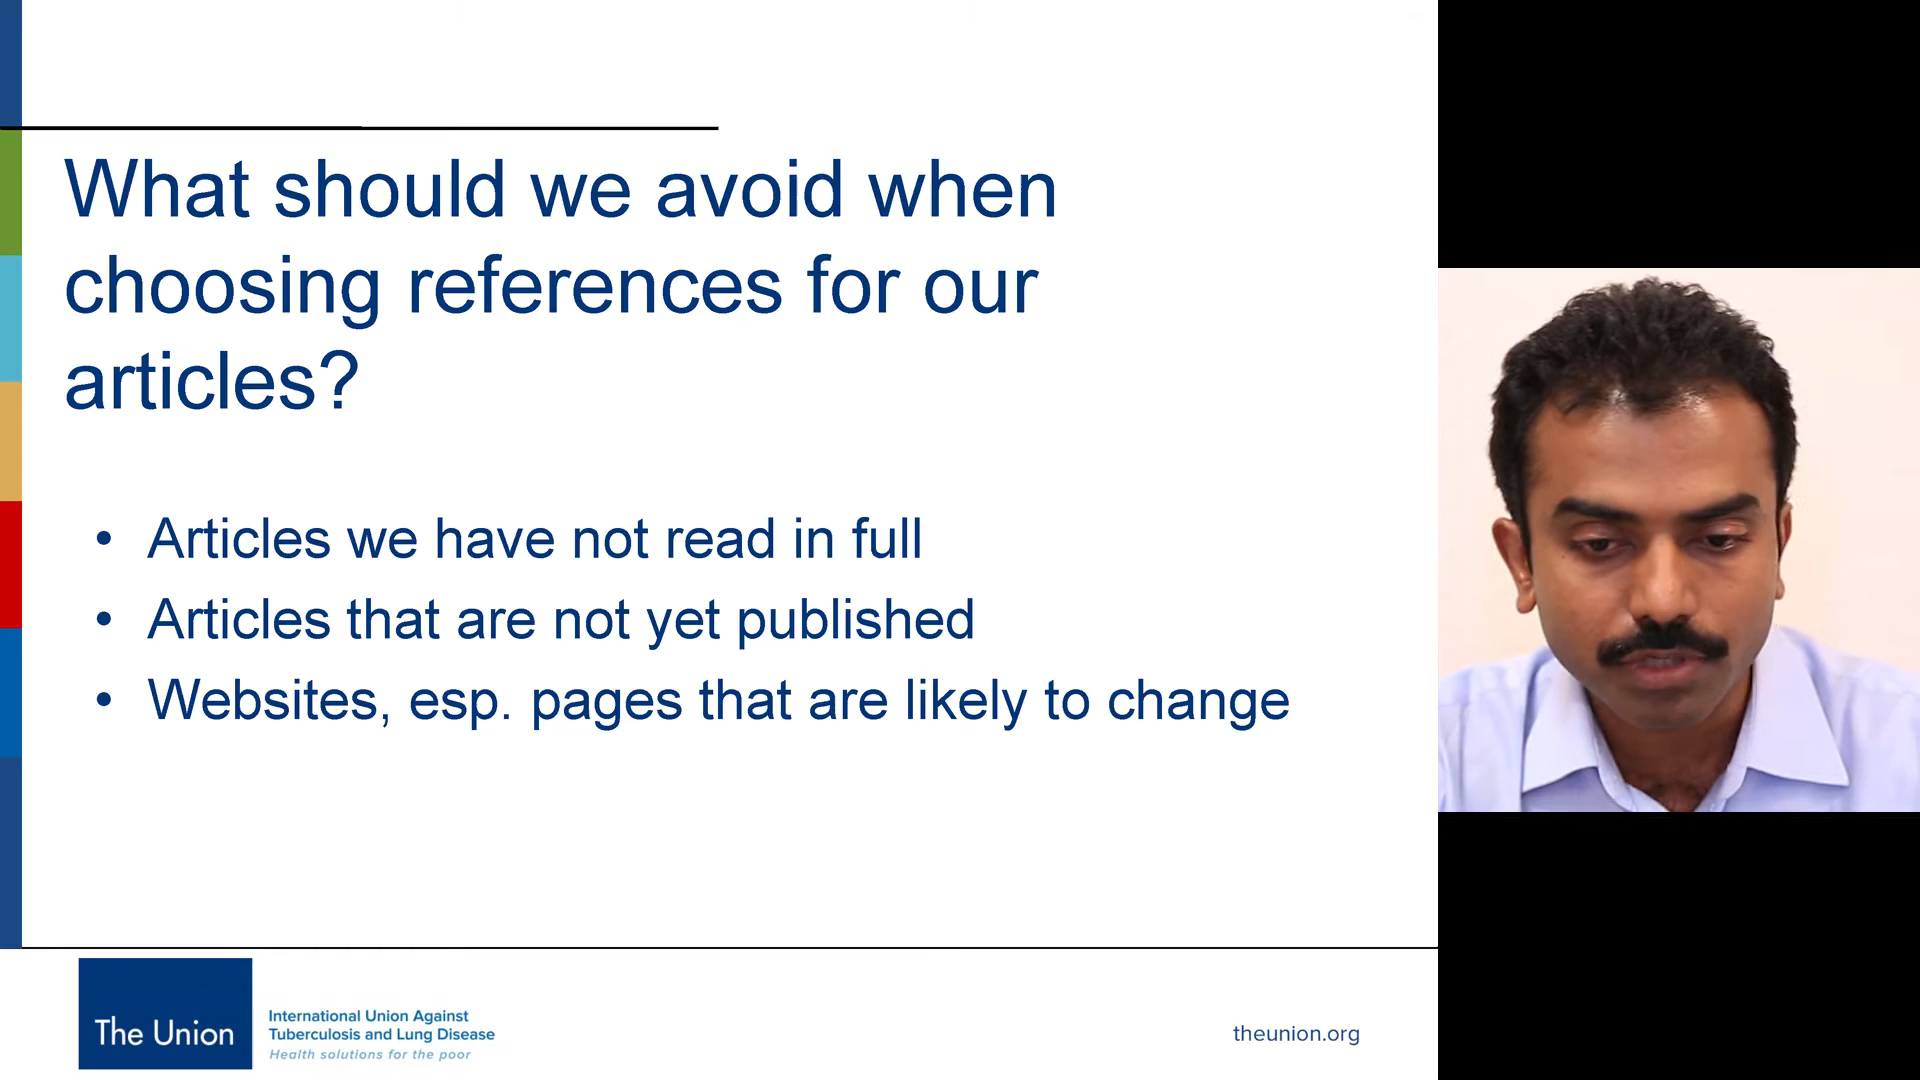 What should we avoid when
choosing references for our
articles?
• Articles we have not read in full
• Articles that are not yet published
• Websites, esp. pages that are likely to change
The Union
International Union Against
Tuberculosis and Lung Disease
Health solutions for the poor
theunion.org